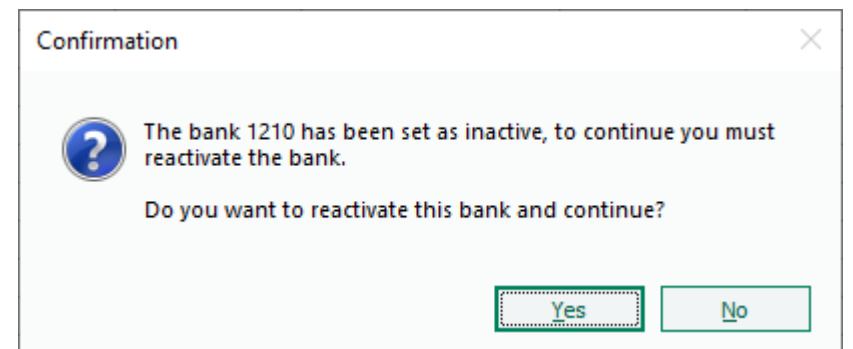 Confirmation
The bank 1210 has been set as inactive, to continue you must
reactivate the bank.
Do you want to reactivate this bank and continue?
Yes
No